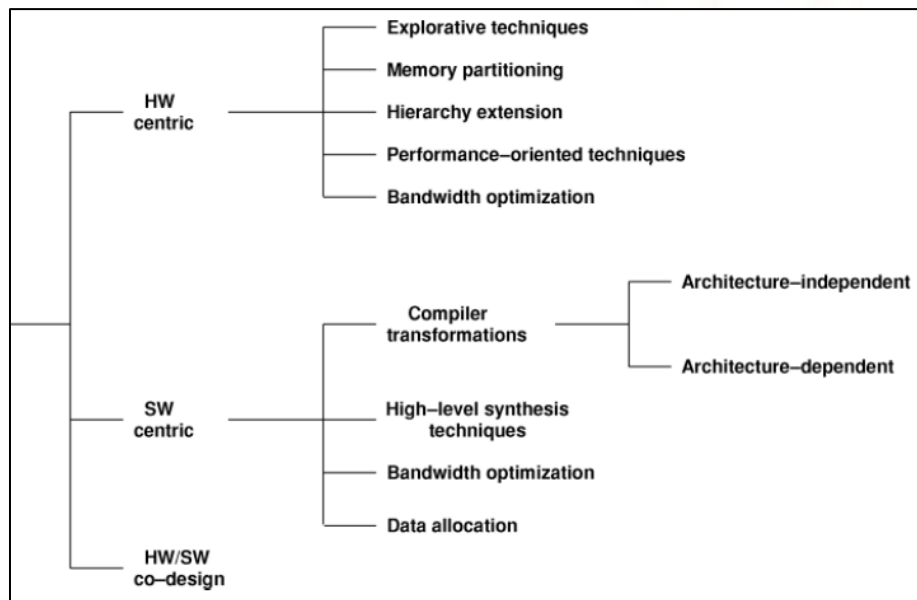 Explorative techniques
Memory partitioning
HW
centric
Hierarchy extension
Performance–oriented techniques
Bandwidth optimization
Architecture–independent
Compiler
transformations
Architecture–dependent
SW
centric
High–level synthesis
techniques
Bandwidth optimization
Data allocation
HW/SW
co–design